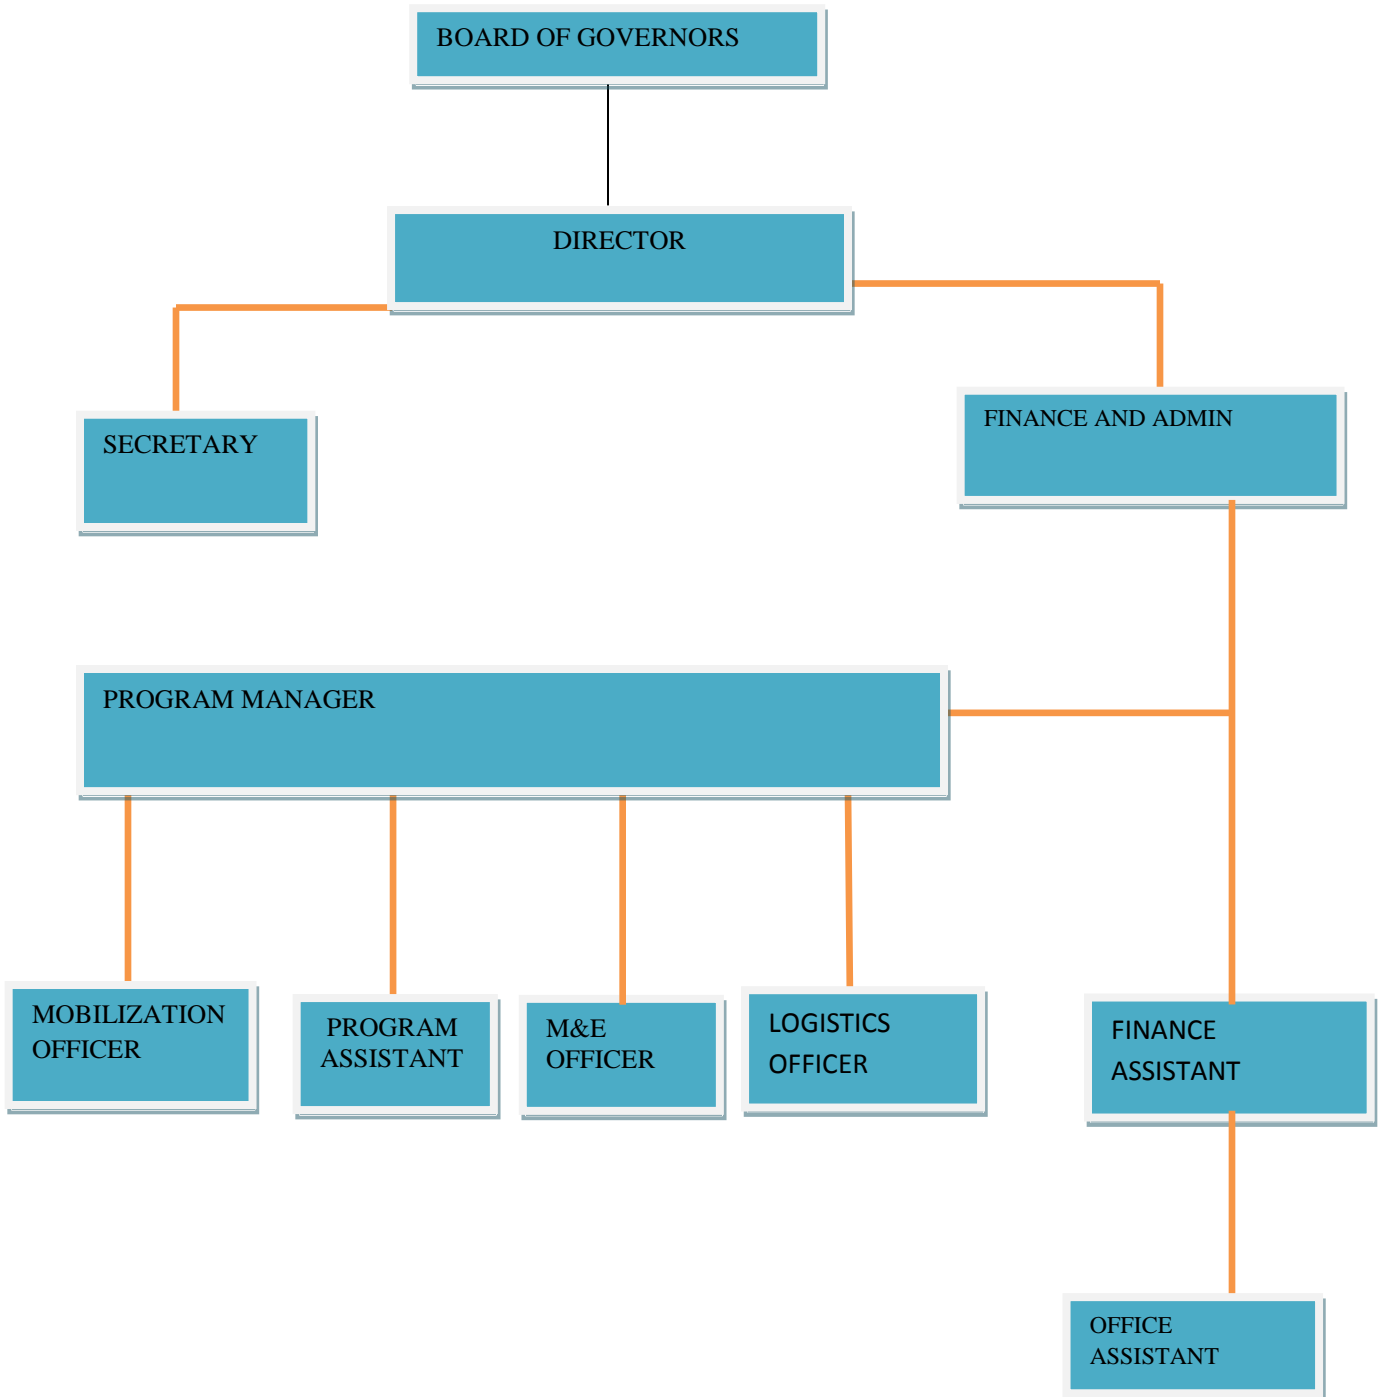 BOARD OF GOVERNORS
DIRECTOR
SECRETARY
FINANCE AND ADMIN
PROGRAM MANAGER
MOBILIZATION
OFFICER
PROGRAM
ASSISTANT
M&E
OFFICER
LOGISTICS
OFFICER
FINANCE
ASSISTANT
OFFICE
ASSISTANT